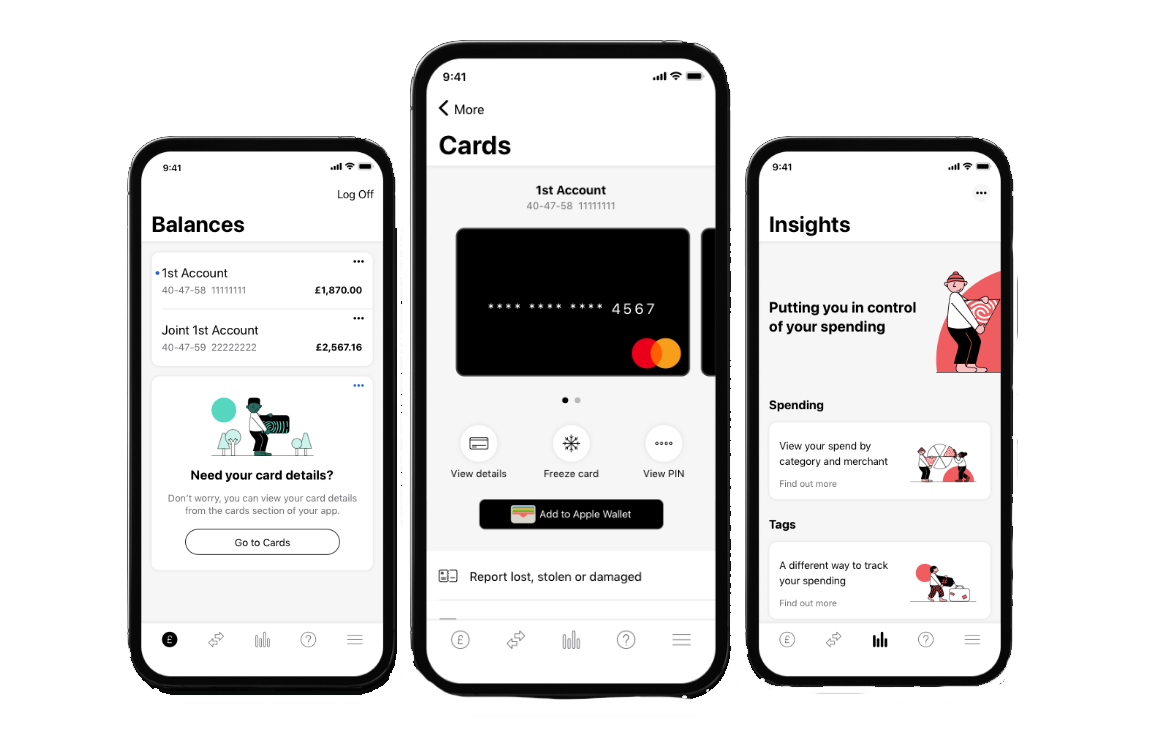 9:41
Log Off
Balances
1st Account
40-47-58 11111111
£1,870.00
Joint 1st Account
40-47-59 22222222
£2,567.16
Need your card details?
Don't worry, you can view your card details
from the cards section of your app.
Go to Cards
£
?
9:41
More
Cards
1st Account
40-47-58 11111111
**** **** **** 4567
View details
Freeze card
View PIN
Add to Apple Wallet
Report lost, stolen or damaged
£
?
9:41
Insights
Putting you in control
of your spending
Spending
View your spend by
category and merchant
Find out more
Tags
A different way to track
your spending
Find out more
£
?